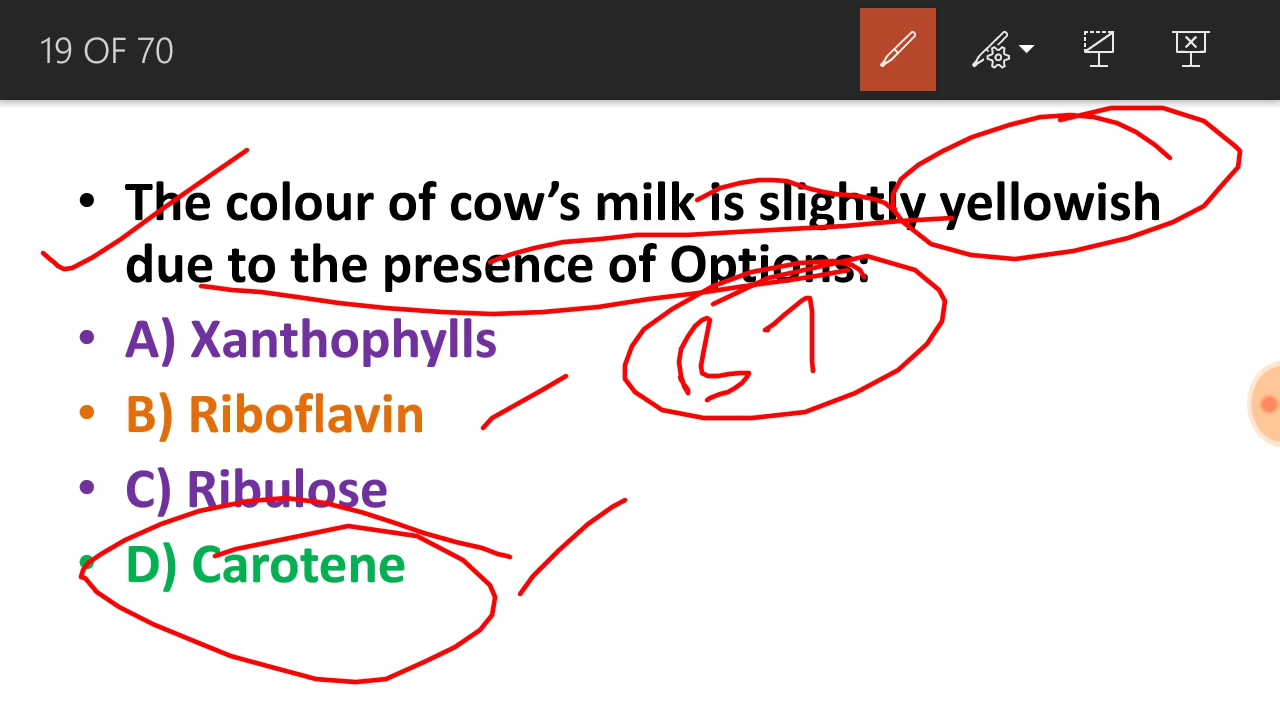 19 OF 70
• The colour of cow’s milk is slightly yellowish
due to the presence of Options:
• A) Xanthophylls
B1
• B) Riboflavin
• C) Ribulose
• D) Carotene